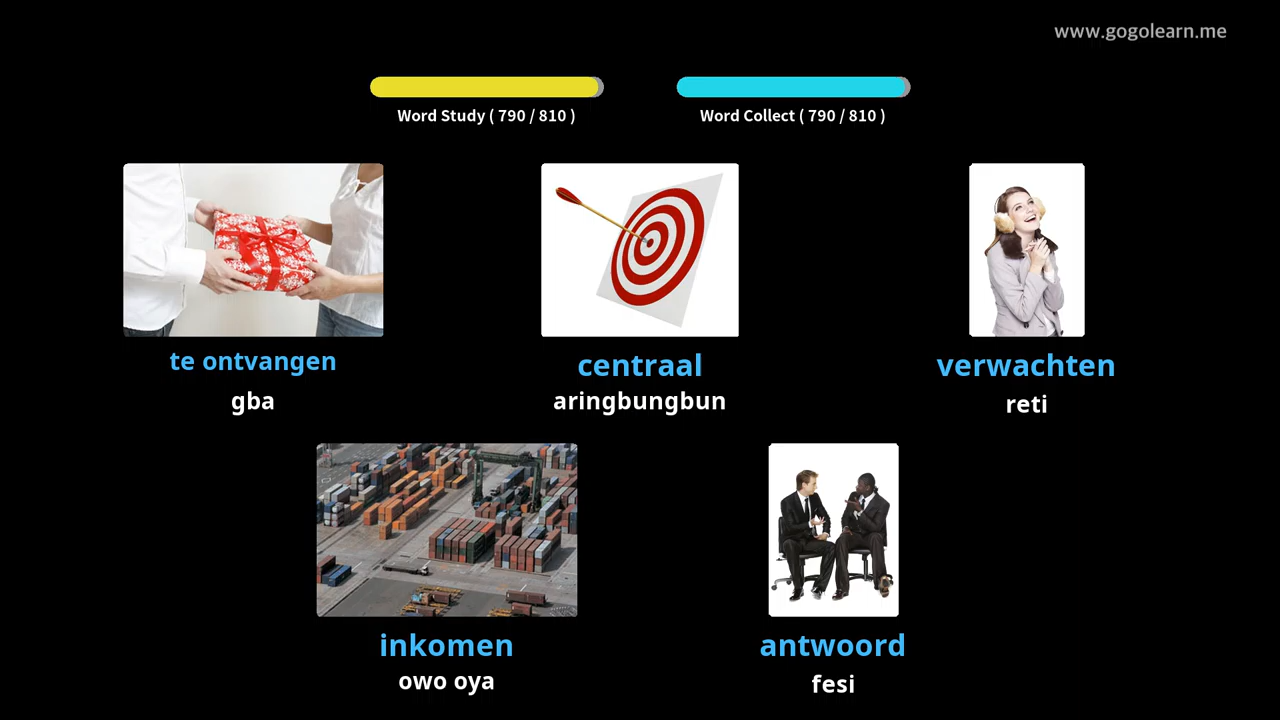 www.gogolearn.me
Word Study ( 790 / 810 )
Word Collect ( 790 / 810 )
te ontvangen
centraal
verwachten
gba
aringbungbun
reti
inkomen
antwoord
owo oya
fesi